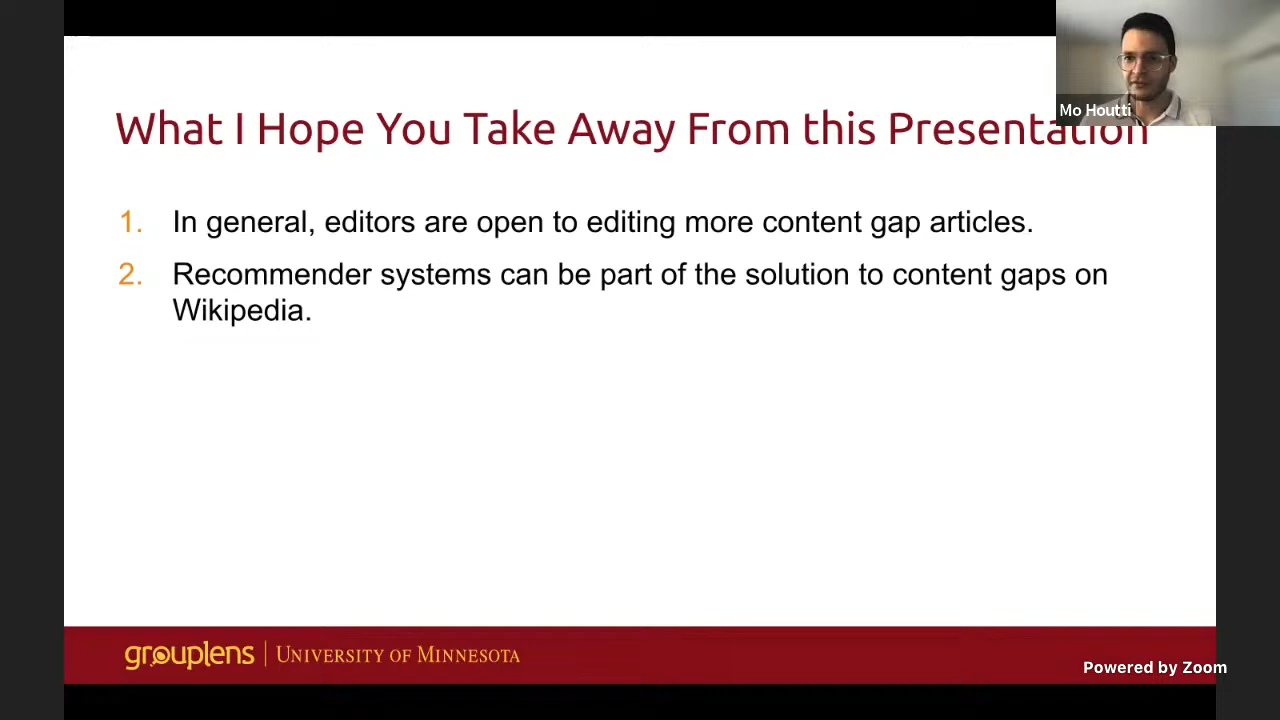 What I Hope You Take Away From this Presentation
Mo Houtti
1. In general, editors are open to editing more content gap articles.
2. Recommender systems can be part of the solution to content gaps on
Wikipedia.
grouplens | UNIVERSITY OF MINNESOTA
Powered by Zoom